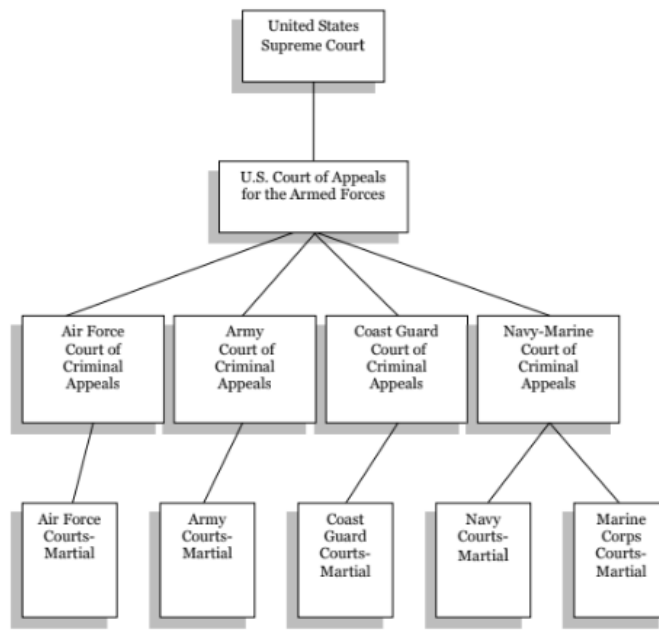 United States
Supreme Court
U.S. Court of Appeals
for the Armed Forces
Air Force
Court of
Criminal
Appeals
Army
Court of
Criminal
Appeals
Coast Guard
Court of
Criminal
Appeals
Navy-Marine
Court of
Criminal
Appeals
Air Force
Courts-
Martial
Army
Courts-
Martial
Coast
Guard
Courts-
Martial
Navy
Courts-
Martial
Marine
Corps
Courts-
Martial